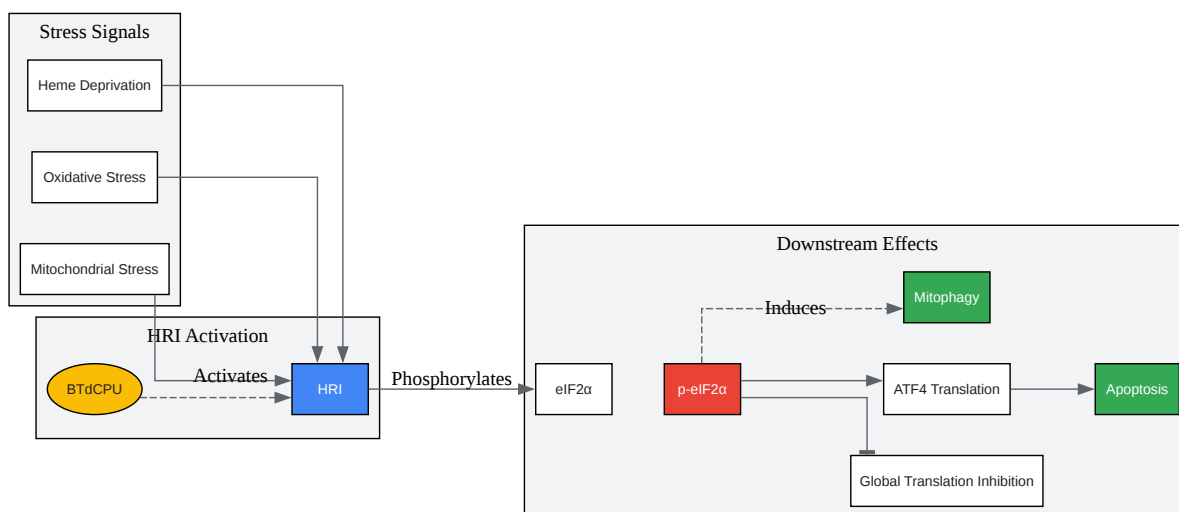 Stress Signals
Heme Deprivation
Oxidative Stress
Mitochondrial Stress
HRI Activation
BTdCPU
Activates
HRI
Phosphorylates
Downstream Effects
eIF2α
p-eIF2α
Induces
Mitophagy
ATF4 Translation
Apoptosis
Global Translation Inhibition